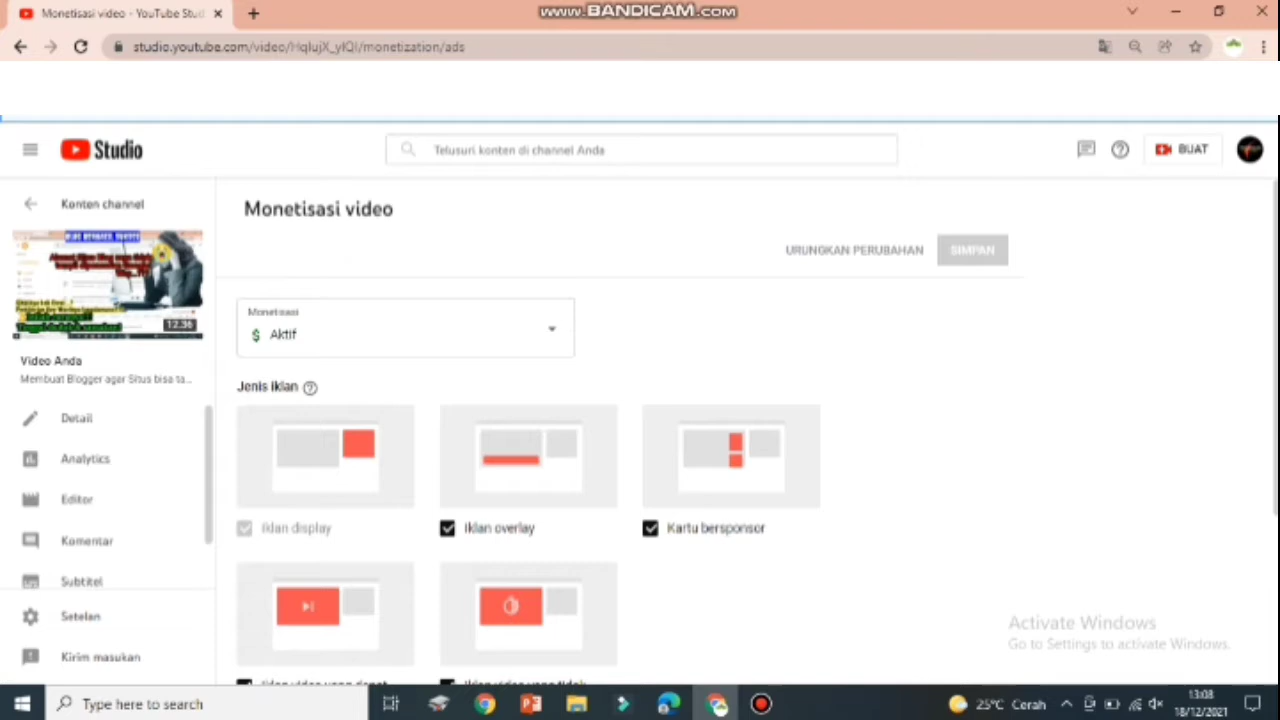 www.BANDICAM.com
Monetisasi video - YouTube Stud
studio.youtube.com/video/HqIujX_yIQI/monetization/ads
Studio
Telusuri konten di channel Anda
BUAT
Konten channel
Monetisasi video
URUNGKAN PERUBAHAN
SIMPAN
12.36
Monetisasi
$ Aktif
Video Anda
Membuat Blogger agar Situs bisa ta...
Jenis iklan
Detail
Analytics
Editor
Komentar
Subtitel
Setelan
Kirim masukan
Iklan display
Iklan overlay
Kartu bersponsor
Activate Windows
Go to Settings to activate Windows.
Type here to search
25°C Cerah
13:08
18/12/2021